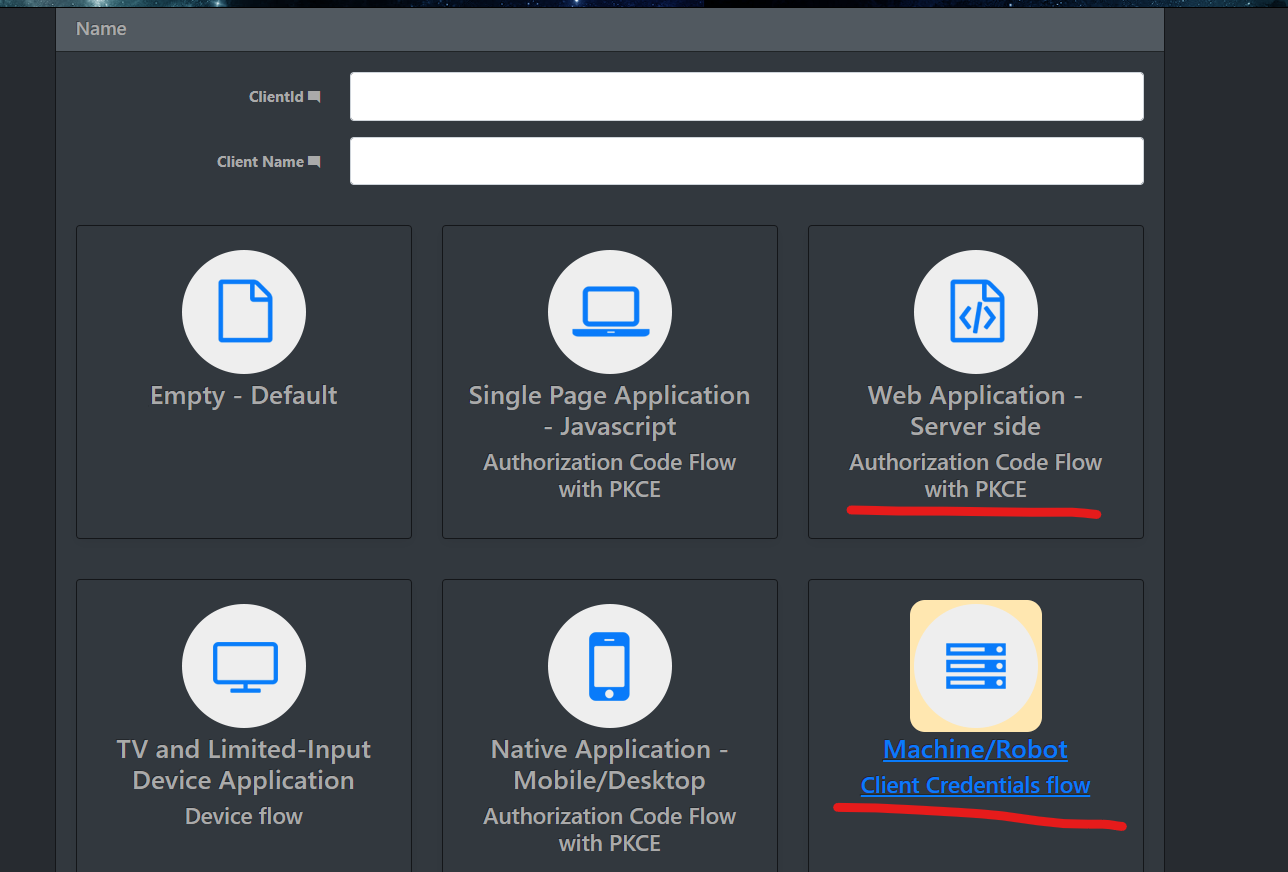 Name
ClientId
Client Name
Empty - Default
Single Page Application
- Javascript
Authorization Code Flow
with PKCE
Web Application -
Server side
Authorization Code Flow
with PKCE
TV and Limited-Input
Device Application
Device flow
Native Application -
Mobile/Desktop
Authorization Code Flow
with PKCE
Machine/Robot
Client Credentials flow